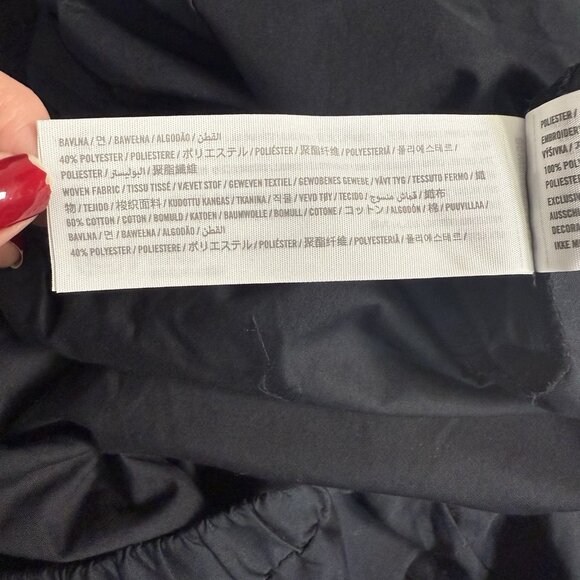 BAVLNA / 면 / BAWEŁNA / ALGODÃO / القطن
40% POLYESTER / POLIESTERE / ポリエステル / POLIÉSTER / 聚酯纤维 / POLYESTERIÄ / 폴리에스테르 /
POLIESTER / البوليستر / 聚酯纖維
WOVEN FABRIC / TISSU TISSÉ / VÆVET STOF / GEWEVEN TEXTIEL / GEWOBENES GEWEBE / VÄVT TYG / TESSUTO FERMO / 織
物 / TEJIDO / 梭织面料 / KUDOTTU KANGAS / TKANINA / 직물 / VEVD TØY / TECIDO / قماش منسوج / 織布
60% COTTON / COTON / BOMULD / KATOEN / BAUMWOLLE / BOMULL / COTONE / コットン / ALGODÓN / 棉 / PUUVILLAA /
BAVLNA / 면 / BAWEŁNA / ALGODÃO / القطن
40% POLYESTER / POLIESTERE / ポリエステル / POLIÉSTER / 聚酯纤维 / POLYESTERIÄ / 폴리에스테르 /
POLIESTER /
EMBROIDER
VÝŠIVKA /
100% POLY
POLIESTE
EXCLUSIV
AUSSCH
DECORA
IKKE M